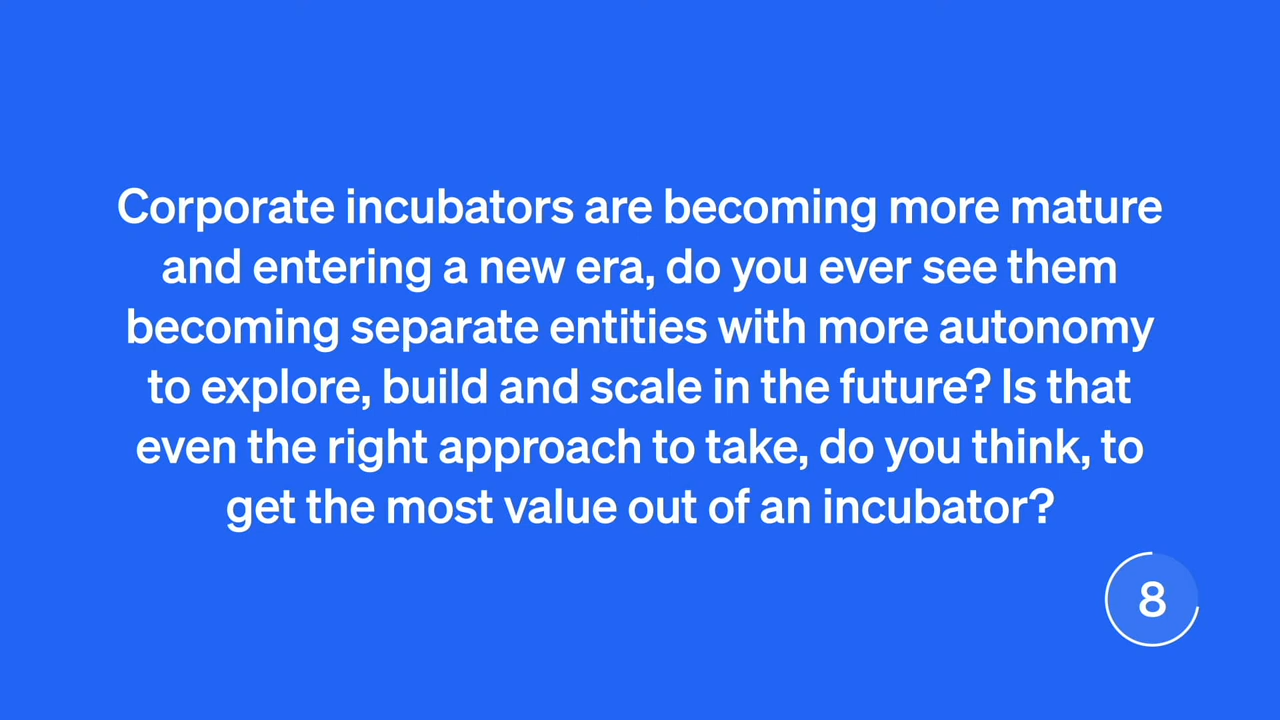 Corporate incubators are becoming more mature
and entering a new era, do you ever see them
becoming separate entities with more autonomy
to explore, build and scale in the future? Is that
even the right approach to take, do you think, to
get the most value out of an incubator?
8